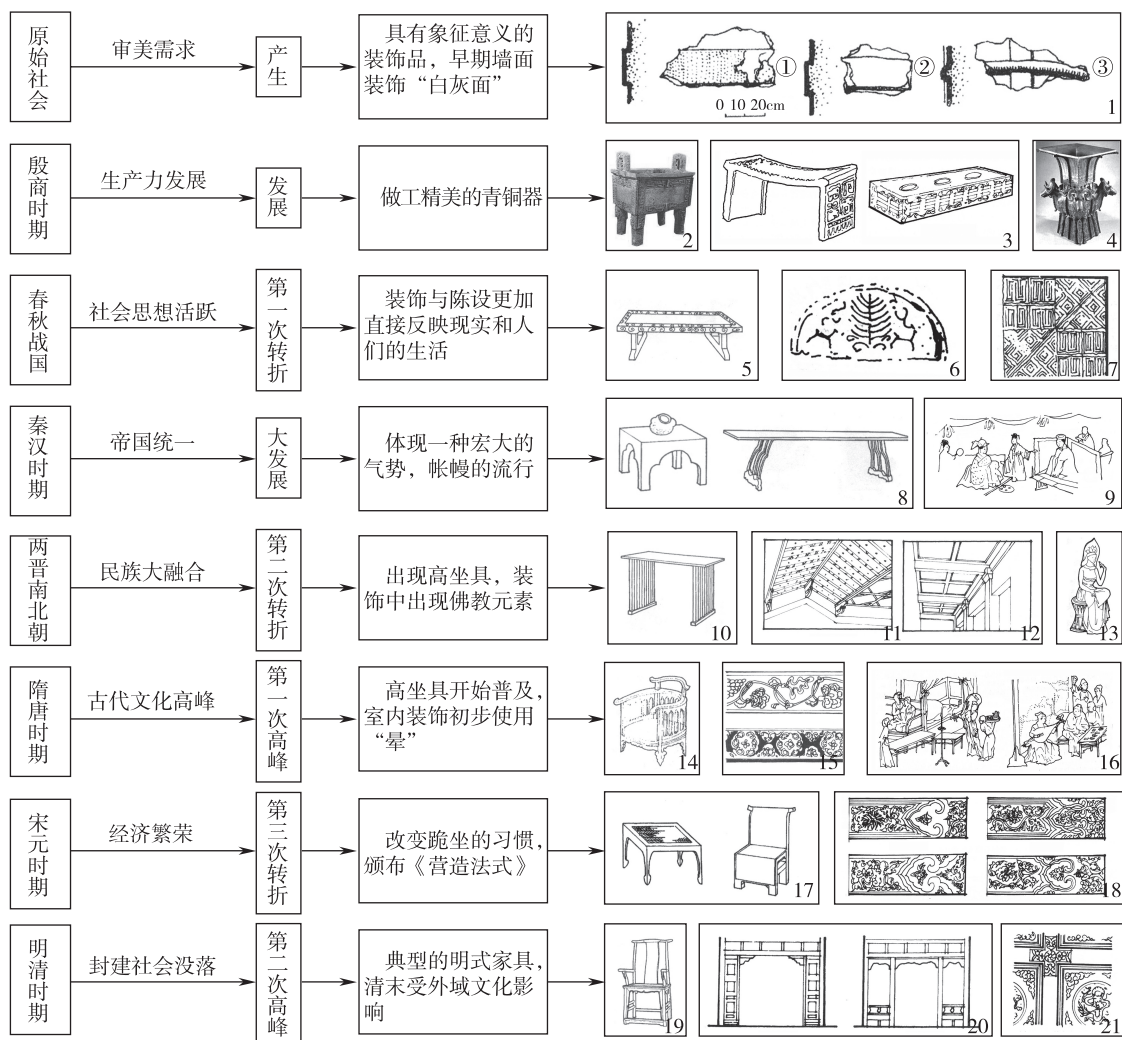 原始社会
审美需求
产生
具有象征意义的
装饰品，早期墙面
装饰“白灰面”
①
②
③
0 10 20cm
1
殷商时期
生产力发展
发展
做工精美的青铜器
2
3
4
春秋战国
社会思想活跃
第一次转折
装饰与陈设更加
直接反映现实和人
们的生活
5
6
7
秦汉时期
帝国统一
大发展
体现一种宏大的
气势，帐幔的流行
8
9
两晋南北朝
民族大融合
第二次转折
出现高坐具，装
饰中出现佛教元素
10
11
12
13
隋唐时期
古代文化高峰
第一次高峰
高坐具开始普及，
室内装饰初步使用
“晕”
14
15
16
宋元时期
经济繁荣
第三次转折
改变跪坐的习惯，
颁布《营造法式》
17
18
明清时期
封建社会没落
第二次高峰
典型的明式家具，
清末受外域文化影
响
19
20
21